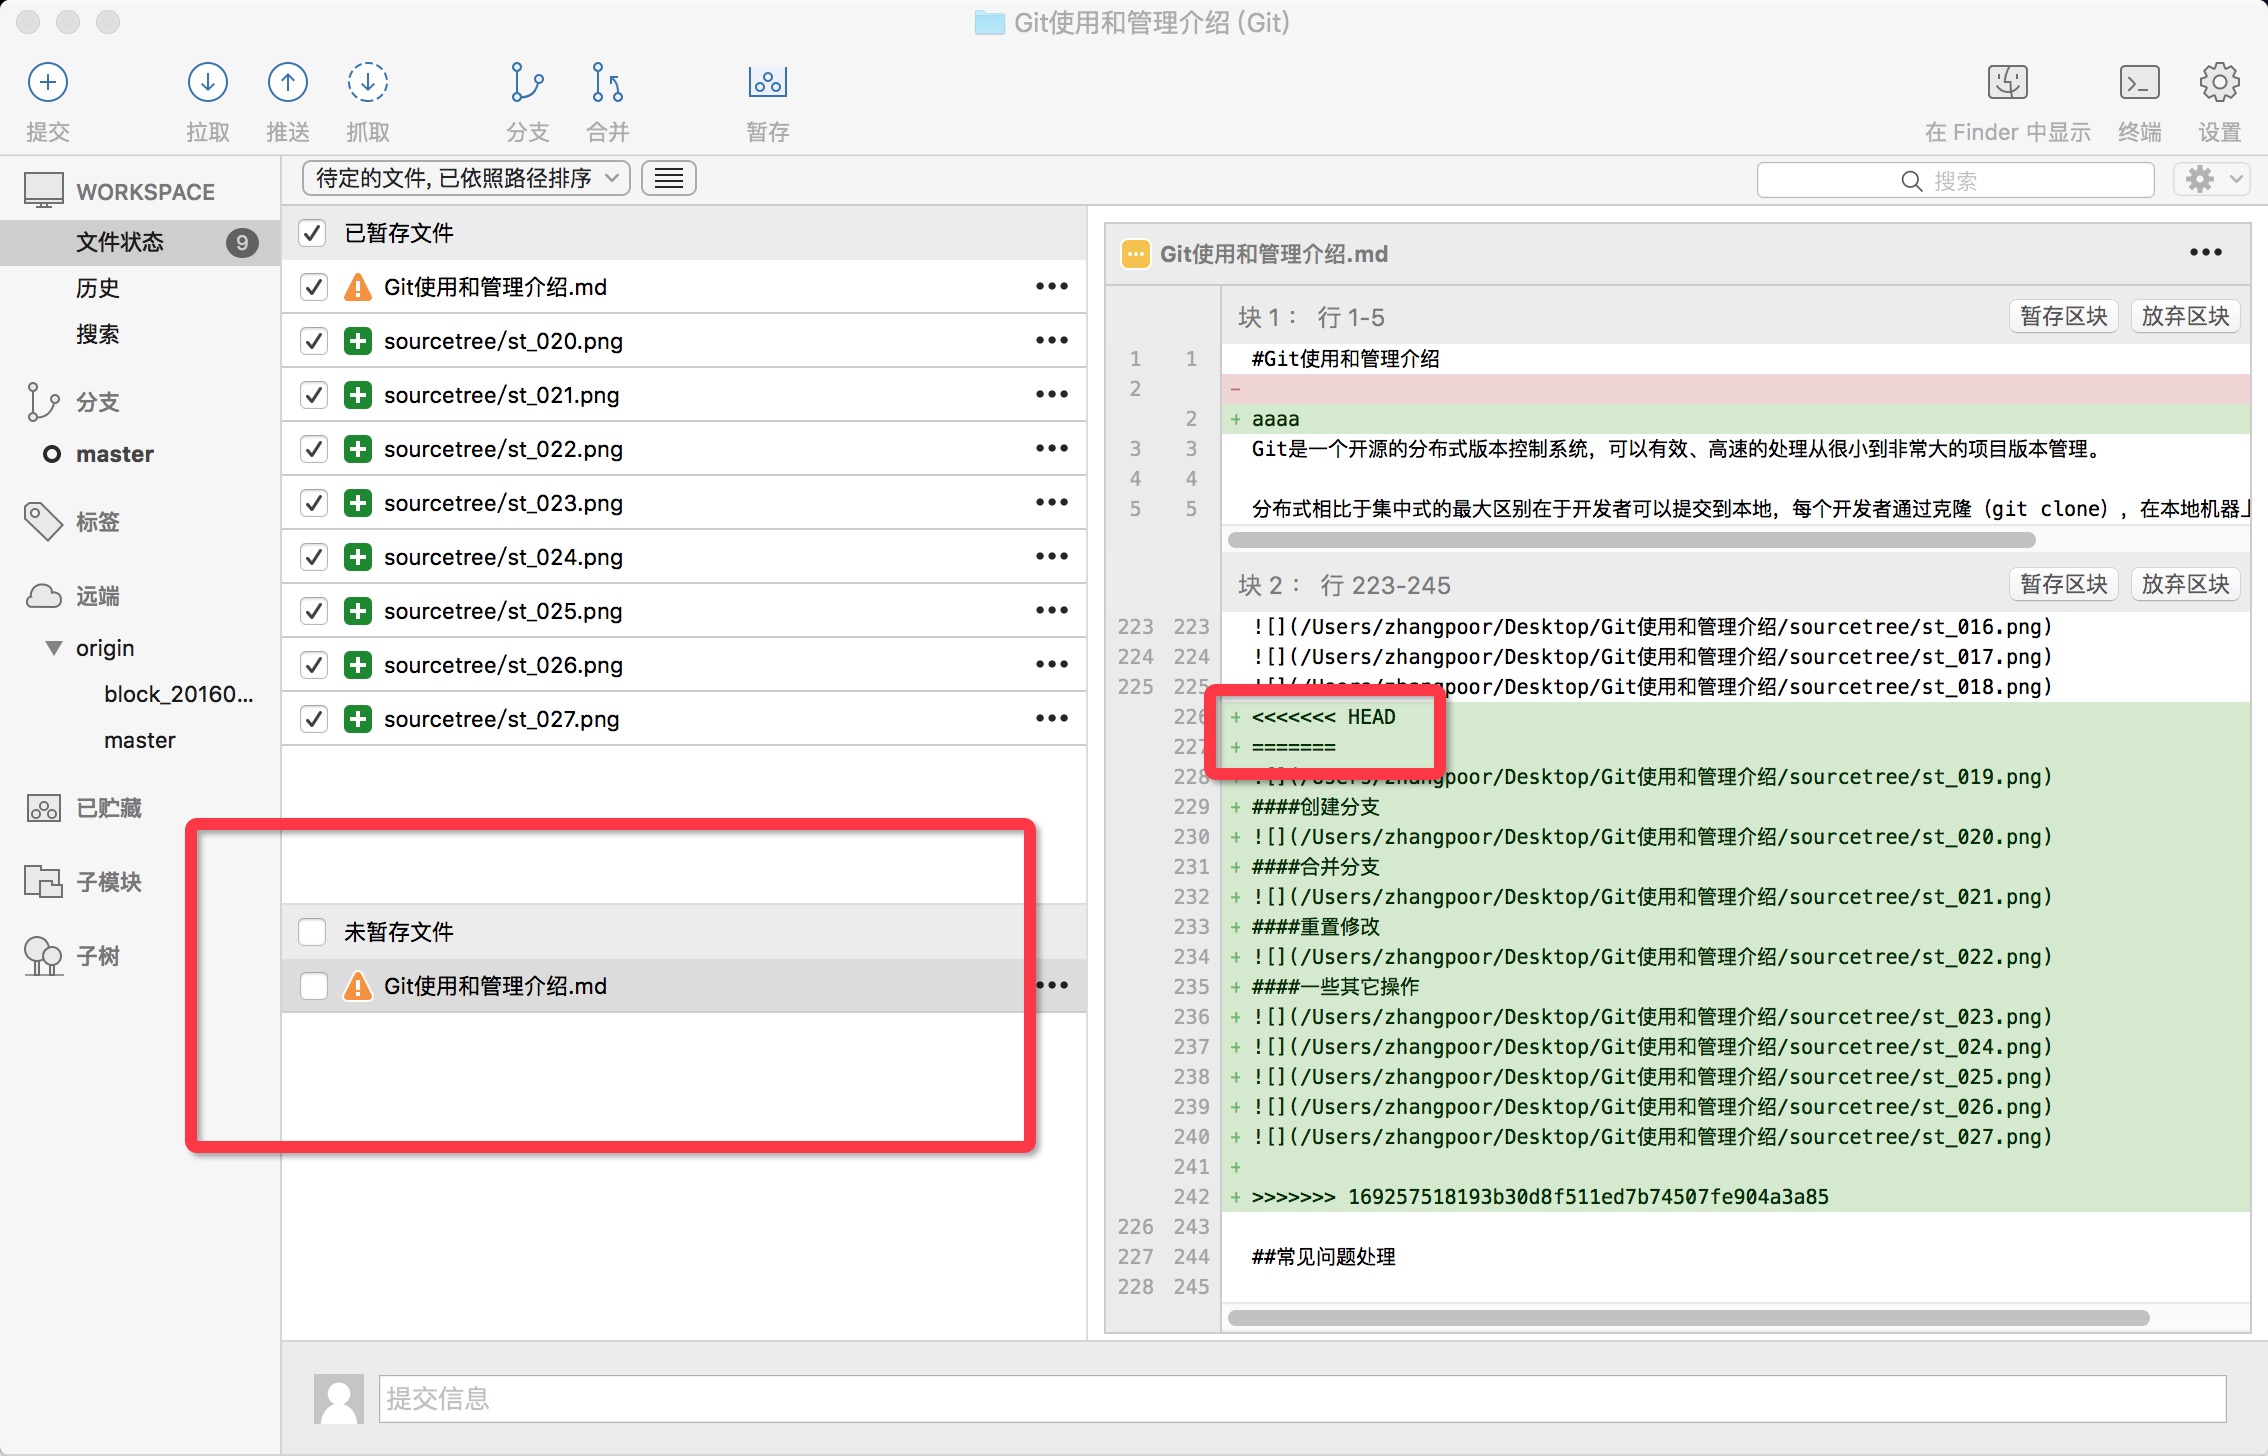 Git使用和管理介绍 (Git)
提交
拉取
推送
抓取
分支
合并
暂存
在 Finder 中显示
终端
设置
WORKSPACE
文件状态
9
历史
搜索
分支
master
标签
远端
origin
block_20160...
master
已贮藏
子模块
子树
待定的文件, 已依照路径排序
搜索
已暂存文件
Git使用和管理介绍.md
sourcetree/st_020.png
sourcetree/st_021.png
sourcetree/st_022.png
sourcetree/st_023.png
sourcetree/st_024.png
sourcetree/st_025.png
sourcetree/st_026.png
sourcetree/st_027.png
未暂存文件
Git使用和管理介绍.md
Git使用和管理介绍.md
块 1： 行 1-5
暂存区块
放弃区块
1 1 #Git使用和管理介绍
2 -
2 + aaaa
3 3 Git是一个开源的分布式版本控制系统，可以有效、高速的处理从很小到非常大的项目版本管理。
4 4
5 5 分布式相比于集中式的最大区别在于开发者可以提交到本地，每个开发者通过克隆（git clone），在本地机器上
块 2： 行 223-245
暂存区块
放弃区块
223 223 ![](/Users/zhangpoor/Desktop/Git使用和管理介绍/sourcetree/st_016.png)
224 224 ![](/Users/zhangpoor/Desktop/Git使用和管理介绍/sourcetree/st_017.png)
225 225 ![](/Users/zhangpoor/Desktop/Git使用和管理介绍/sourcetree/st_018.png)
226 + <<<<<<< HEAD
227 + =======
228 + ![](/Users/zhangpoor/Desktop/Git使用和管理介绍/sourcetree/st_019.png)
229 + ####创建分支
230 + ![](/Users/zhangpoor/Desktop/Git使用和管理介绍/sourcetree/st_020.png)
231 + ####合并分支
232 + ![](/Users/zhangpoor/Desktop/Git使用和管理介绍/sourcetree/st_021.png)
233 + ####重置修改
234 + ![](/Users/zhangpoor/Desktop/Git使用和管理介绍/sourcetree/st_022.png)
235 + ####一些其它操作
236 + ![](/Users/zhangpoor/Desktop/Git使用和管理介绍/sourcetree/st_023.png)
237 + ![](/Users/zhangpoor/Desktop/Git使用和管理介绍/sourcetree/st_024.png)
238 + ![](/Users/zhangpoor/Desktop/Git使用和管理介绍/sourcetree/st_025.png)
239 + ![](/Users/zhangpoor/Desktop/Git使用和管理介绍/sourcetree/st_026.png)
240 + ![](/Users/zhangpoor/Desktop/Git使用和管理介绍/sourcetree/st_027.png)
241 +
242 + >>>>>>> 169257518193b30d8f511ed7b74507fe904a3a85
226 243
227 244 ##常见问题处理
228 245
提交信息